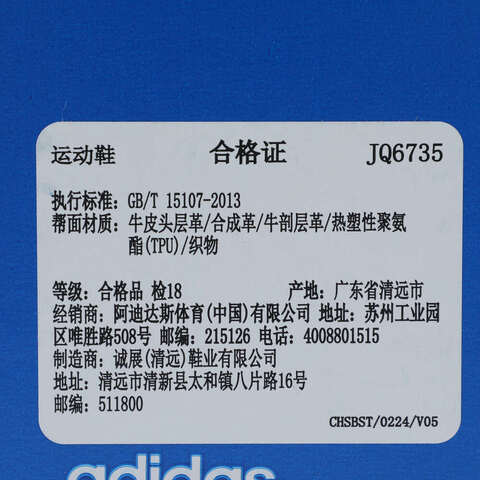 运动鞋 合格证 JQ6735
执行标准: GB/T 15107-2013
帮面材质: 牛皮头层革/合成革/牛剖层革/热塑性聚氨
酯(TPU)/织物
等级: 合格品 检18 产地: 广东省清远市
经销商: 阿迪达斯体育(中国)有限公司 地址: 苏州工业园
区唯胜路508号 邮编: 215126 电话: 4008801515
制造商: 诚展(清远)鞋业有限公司
地址: 清远市清新县太和镇八片路16号
邮编: 511800
CHSBST/0224/V05
adidas